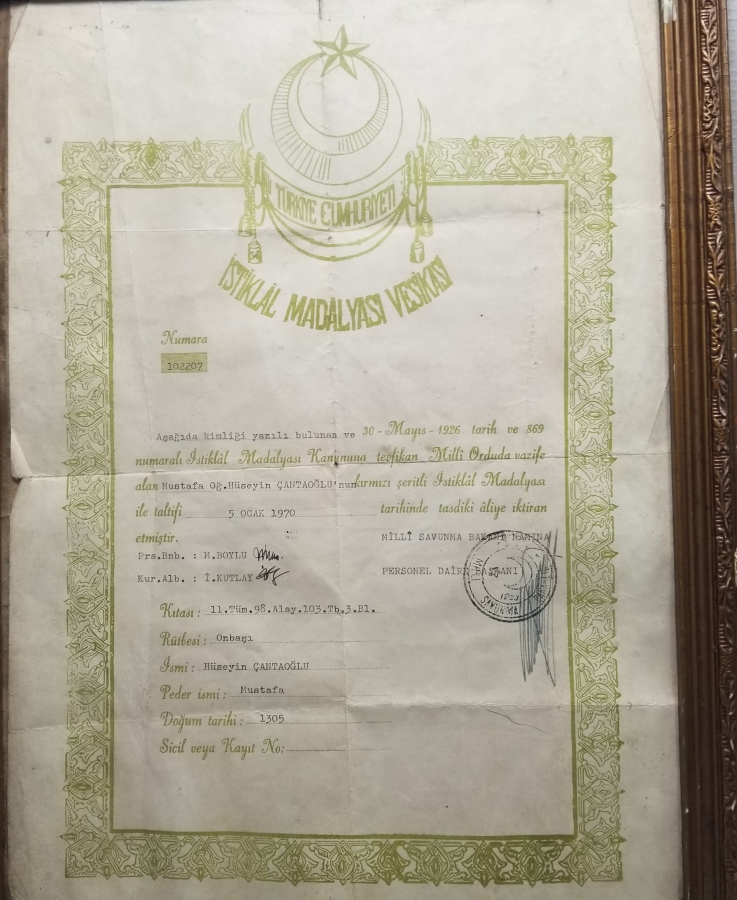 TÜRKİYE CUMHURİYETİ
İSTİKLÂL MADALYASI VESİKASI
Numara
102207
Aşağıda kimliği yazılı bulunan ve 30-Mayıs-1926 tarih ve 869
numaralı İstiklâl Madalyası Kanununa tevfikan Milli Orduda vazife
alan Mustafa Oğ.Hüseyin ÇANTAOĞLU'nun kırmızı şeritli İstiklâl Madalyası
ile taltifi 5 OCAK 1970 tarihinde tasdiki âliye iktiran
etmiştir.
MİLLÎ SAVUNMA BAKANI NAMINA
Prs.Bnb. : M.BOYLU
PERSONEL DAİRE BAŞKANI
Kur.Alb. : İ.KUTLAY
Kıtası : 11.Tüm.98.Alay.103.Tb.3.Bl.
Rütbesi : Onbaşı
İsmi : Hüseyin ÇANTAOĞLU
Peder ismi : Mustafa
Doğum tarihi : 1305
Sicil veya Kayıt No: